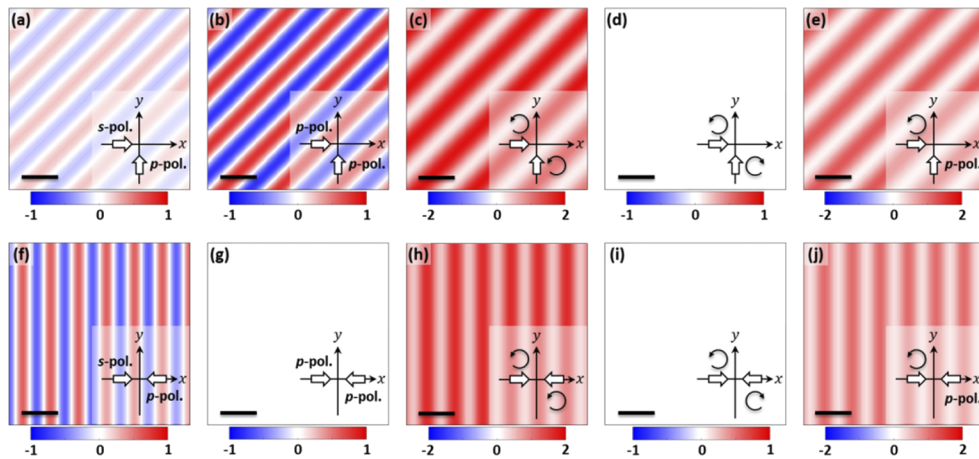 (a) (b) (c) (d) (e)
y y y y y
s-pol. p-pol.
x x x x x
p-pol. p-pol. p-pol.
-1 0 1 -1 0 1 -2 0 2 -1 0 1 -2 0 2
(f) (g) (h) (i) (j)
y y y y y
s-pol. p-pol.
x x x x x
p-pol. p-pol. p-pol.
-1 0 1 -1 0 1 -2 0 2 -1 0 1 -2 0 2